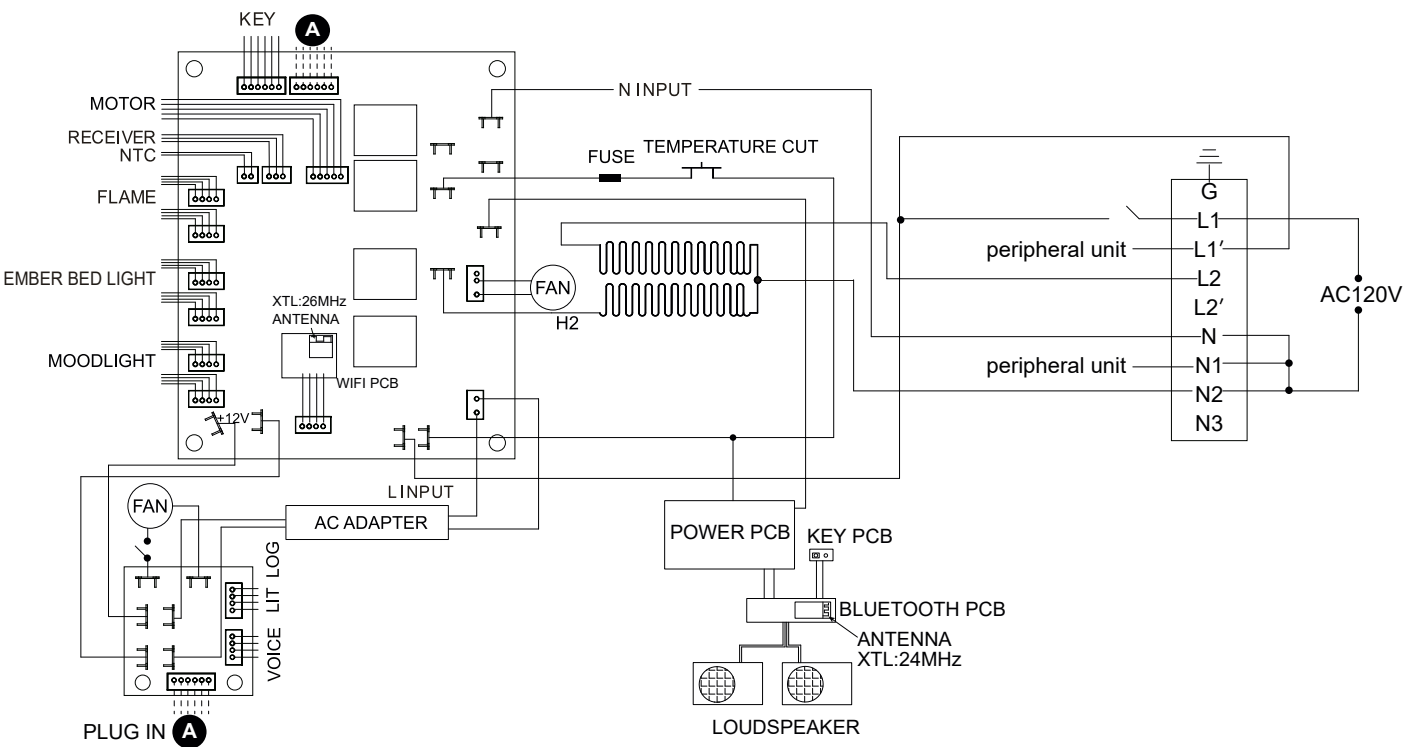 KEY
A
MOTOR
RECEIVER
NTC
FLAME
EMBER BED LIGHT
MOODLIGHT
XTL:26MHz
ANTENNA
WIFI PCB
+12V
N INPUT
FUSE
TEMPERATURE CUT
FAN
H2
G
L1
peripheral unit
L1′
L2
L2′
N
peripheral unit
N1
N2
N3
AC120V
L INPUT
AC ADAPTER
FAN
LIT LOG
VOICE
PLUG IN
A
POWER PCB
KEY PCB
BLUETOOTH PCB
ANTENNA
XTL:24MHz
LOUDSPEAKER